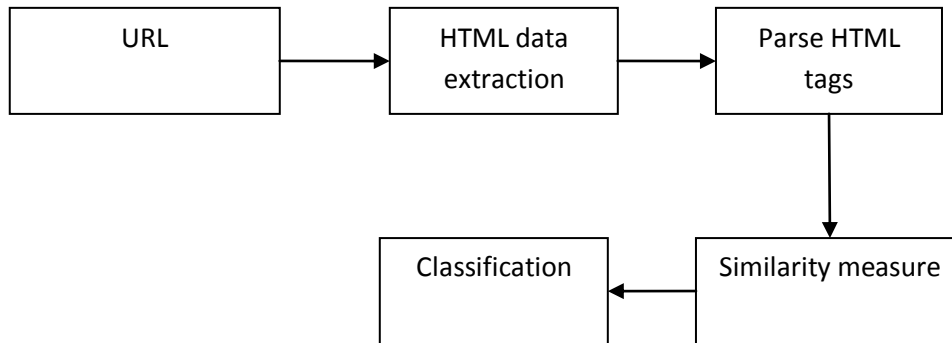 URL
HTML data
extraction
Parse HTML
tags
Similarity measure
Classification